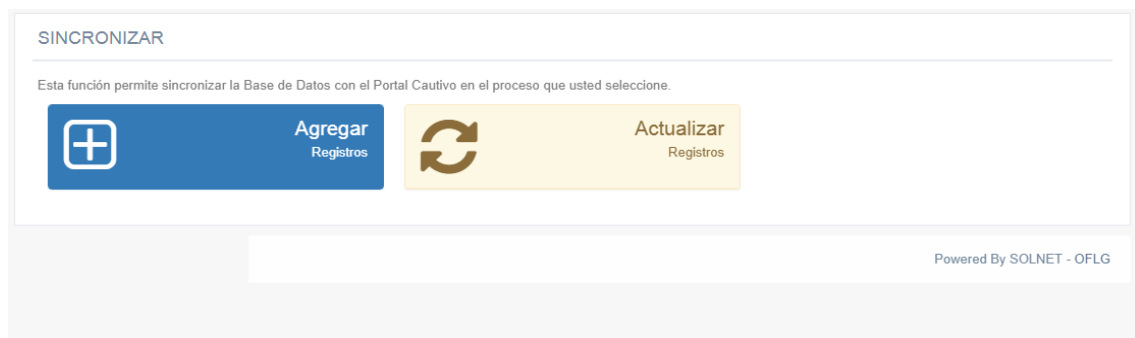 SINCRONIZAR
Esta función permite sincronizar la Base de Datos con el Portal Cautivo en el proceso que usted seleccione.
Agregar
Registros
Actualizar
Registros
Powered By SOLNET - OFLG